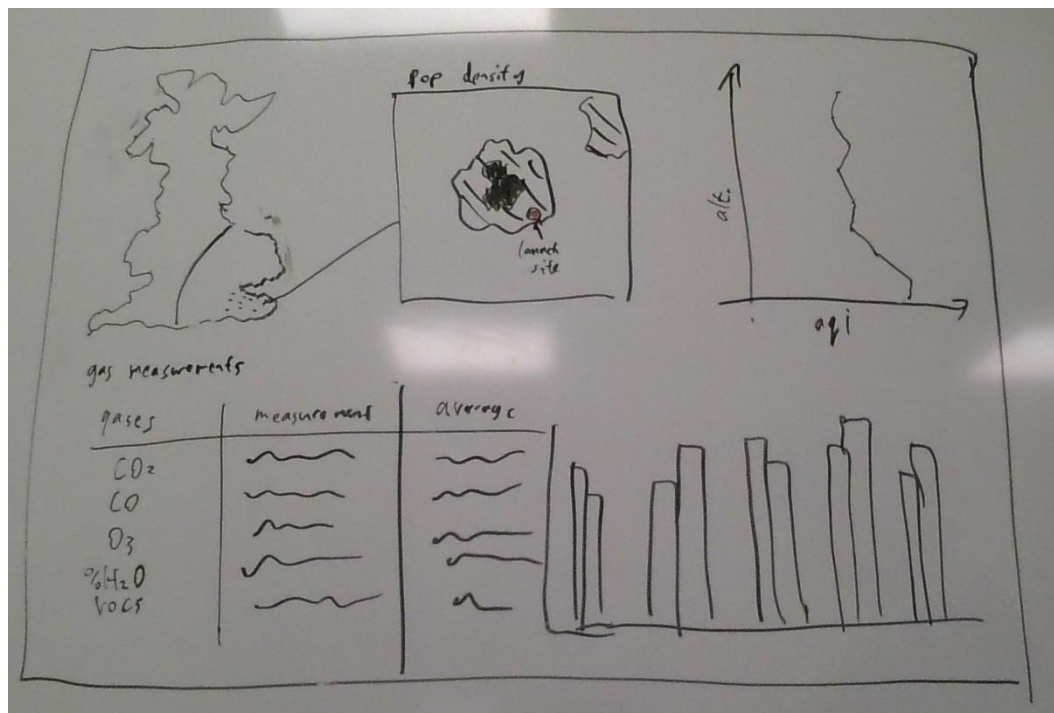 Pop density
launch
site
alt.
aqi
gas measurements
gases measurement average
CO₂
CO
O₃
%H₂O
VOCs